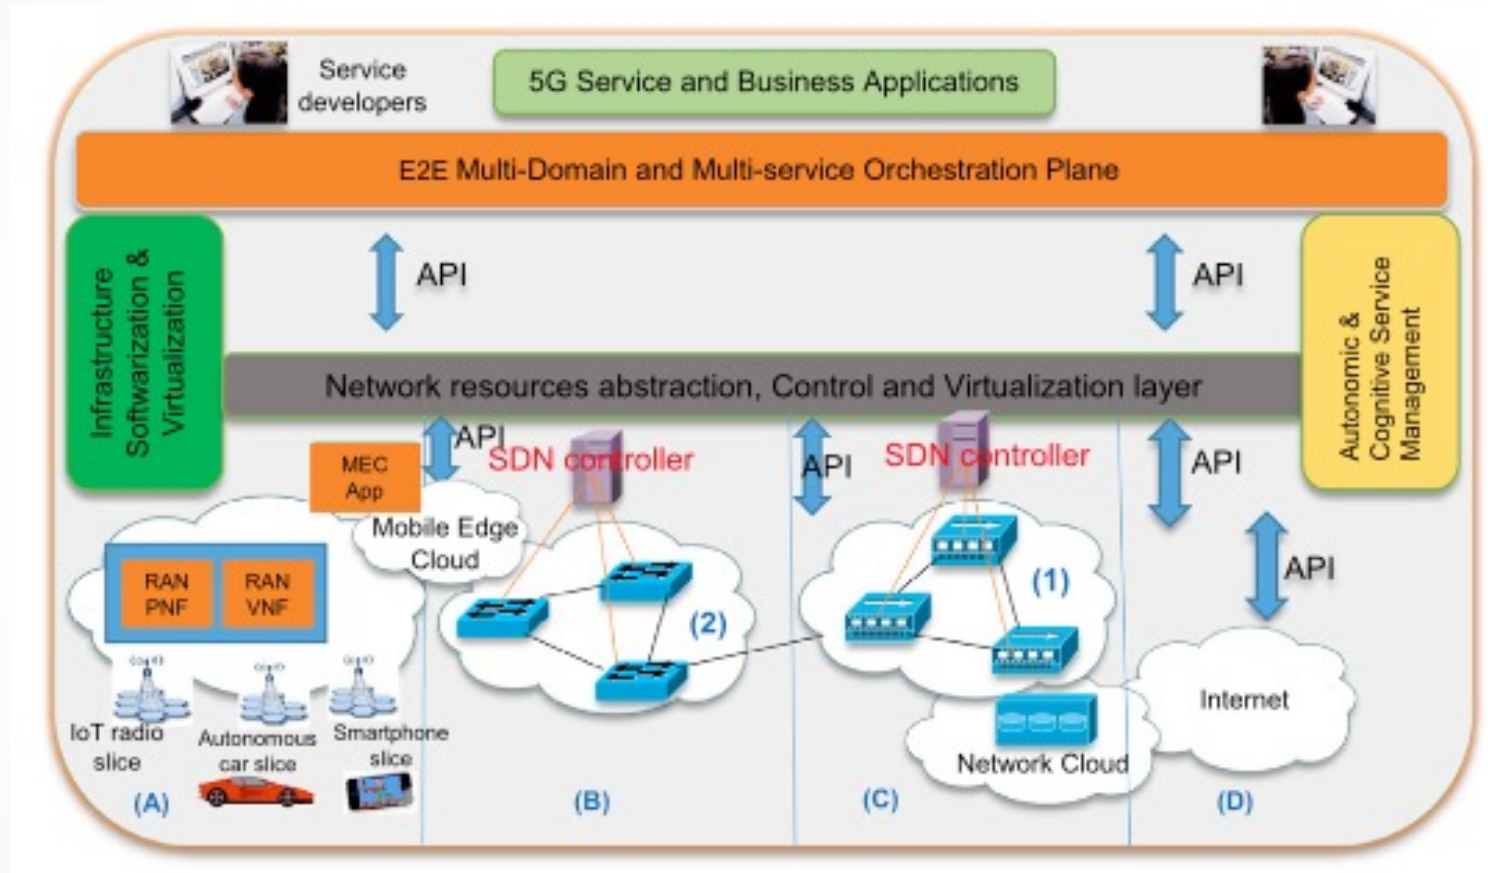 Service
developers
5G Service and Business Applications
E2E Multi-Domain and Multi-service Orchestration Plane
Infrastructure
Softwarization &
Virtualization
API
API
Autonomic &
Cognitive Service
Management
Network resources abstraction, Control and Virtualization layer
API
SDN controller
API
SDN controller
API
MEC
App
Mobile Edge
Cloud
RAN
PNF
RAN
VNF
(2)
(1)
API
IoT radio
slice
Autonomous
car slice
Smartphone
slice
Internet
Network Cloud
(A)
(B)
(C)
(D)